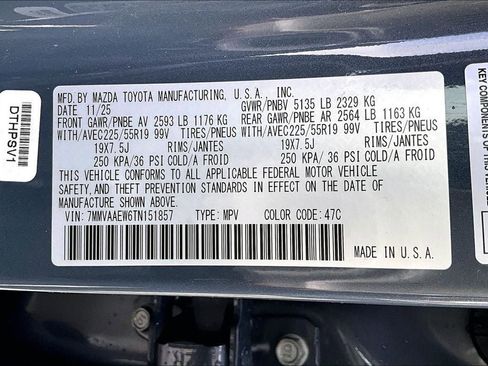 MFD.BY MAZDA TOYOTA MANUFACTURING, U.S.A., INC.
DATE 11/25 GVWR/PNBV 5135 LB 2329 KG
FRONT GAWR/PNBE AV 2593 LB 1176 KG REAR GAWR/PNBE AR 2564 LB 1163 KG
WITH/AVEC225/55R19 99V TIRES/PNEUS WITH/AVEC225/55R19 99V TIRES/PNEUS
19X7.5J RIMS/JANTES 19X7.5J RIMS/JANTES
250 KPA/36 PSI COLD/A FROID 250 KPA/36 PSI COLD/A FROID
THIS VEHICLE CONFORMS TO ALL APPLICABLE FEDERAL MOTOR VEHICLE
SAFETY, AND THEFT PREVENTION STANDARDS IN EFFECT ON THE DATE OF
MANUFACTURE SHOWN ABOVE.
VIN: 7MMVAAEW6TN151857 TYPE: MPV COLOR CODE: 47C
MADE IN U.S.A.
DTHPSV1
KEY COMPONENTS